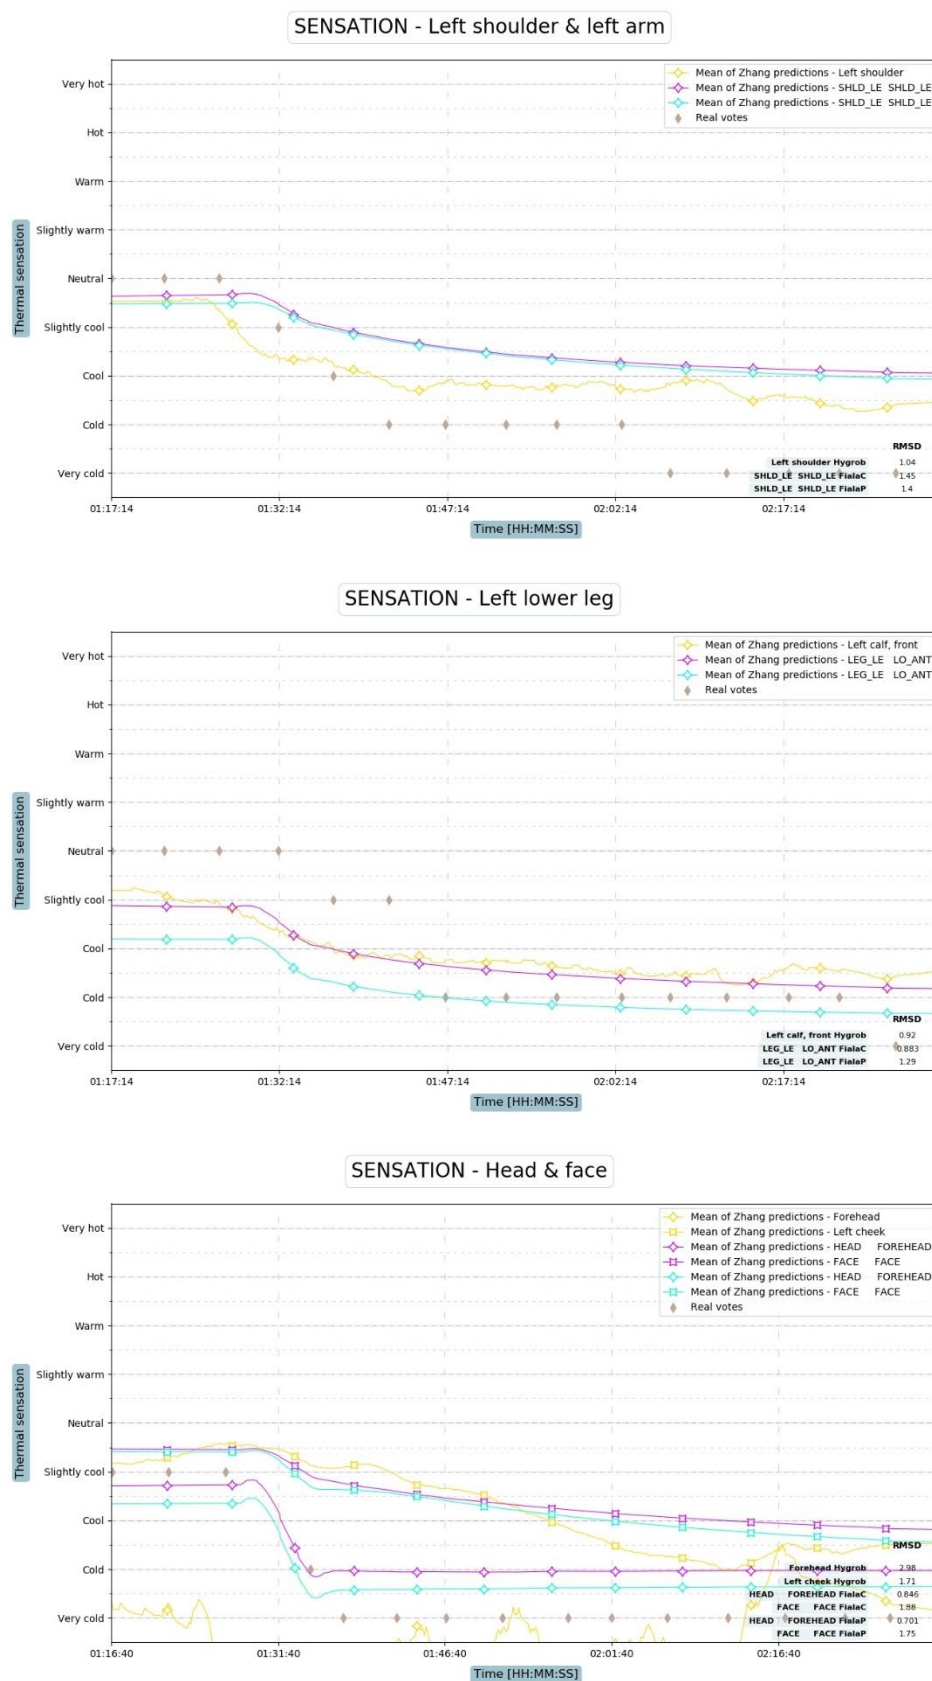 SENSATION - Left shoulder & left arm
Mean of Zhang predictions - Left shoulder
Mean of Zhang predictions - SHLD_LE SHLD_LE
Mean of Zhang predictions - SHLD_LE SHLD_LE
Real votes
Thermal sensation
Very hot
Hot
Warm
Slightly warm
Neutral
Slightly cool
Cool
Cold
Very cold
RMSD
Left shoulder Hygrob 1.04
SHLD_LE SHLD_LE FialaC 1.45
SHLD_LE SHLD_LE FialaP 1.4
01:17:14 01:32:14 01:47:14 02:02:14 02:17:14
Time [HH:MM:SS]
SENSATION - Left lower leg
Mean of Zhang predictions - Left calf, front
Mean of Zhang predictions - LEG_LE LO_ANT
Mean of Zhang predictions - LEG_LE LO_ANT
Real votes
Thermal sensation
Very hot
Hot
Warm
Slightly warm
Neutral
Slightly cool
Cool
Cold
Very cold
RMSD
Left calf, front Hygrob 0.92
LEG_LE LO_ANT FialaC 0.883
LEG_LE LO_ANT FialaP 1.29
01:17:14 01:32:14 01:47:14 02:02:14 02:17:14
Time [HH:MM:SS]
SENSATION - Head & face
Mean of Zhang predictions - Forehead
Mean of Zhang predictions - Left cheek
Mean of Zhang predictions - HEAD FOREHEAD
Mean of Zhang predictions - FACE FACE
Mean of Zhang predictions - HEAD FOREHEAD
Mean of Zhang predictions - FACE FACE
Real votes
Thermal sensation
Very hot
Hot
Warm
Slightly warm
Neutral
Slightly cool
Cool
Cold
Very cold
RMSD
Forehead Hygrob 2.98
Left cheek Hygrob 1.71
HEAD FOREHEAD FialaC 0.846
FACE FACE FialaC 1.88
HEAD FOREHEAD FialaP 0.701
FACE FACE FialaP 1.75
01:16:40 01:31:40 01:46:40 02:01:40 02:16:40
Time [HH:MM:SS]